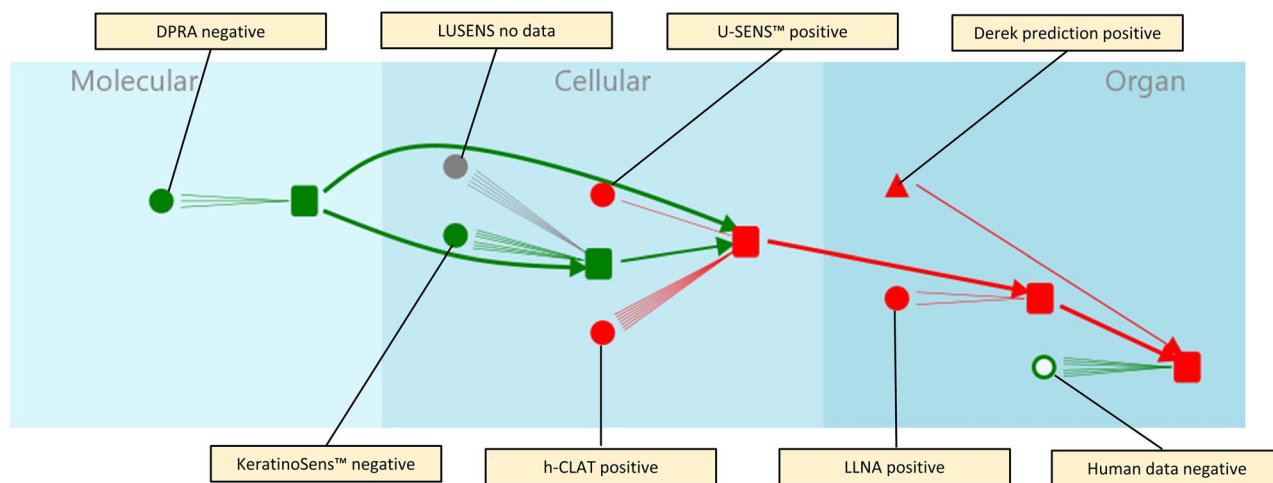 DPRA negative
LUSENS no data
U-SENS™ positive
Derek prediction positive
Molecular
Cellular
Organ
KeratinoSens™ negative
h-CLAT positive
LLNA positive
Human data negative